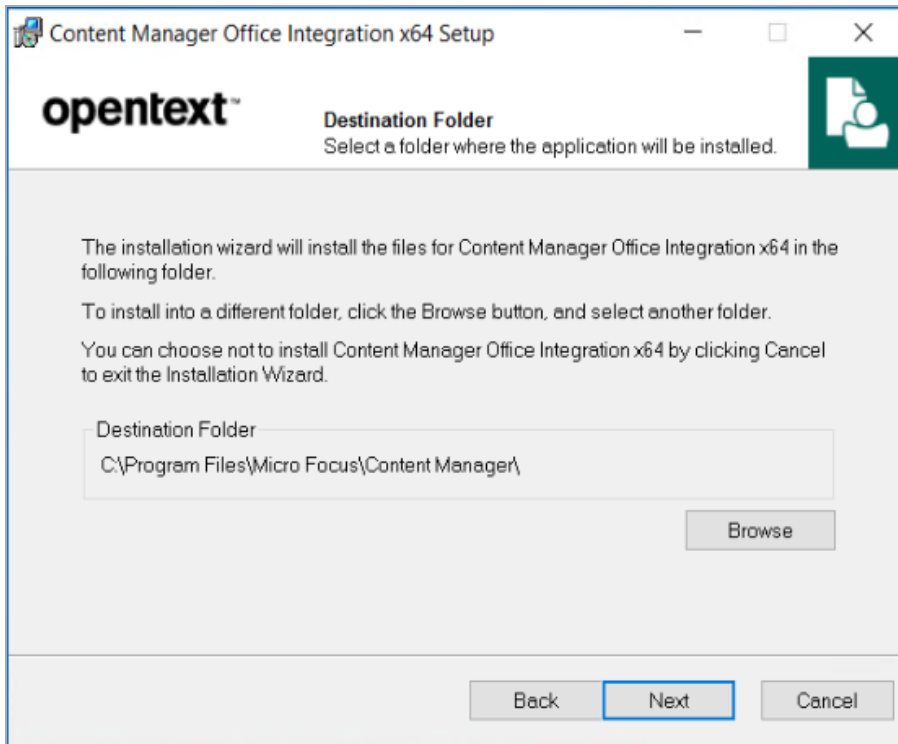 Content Manager Office Integration x64 Setup
opentext™
Destination Folder
Select a folder where the application will be installed.
The installation wizard will install the files for Content Manager Office Integration x64 in the
following folder.
To install into a different folder, click the Browse button, and select another folder.
You can choose not to install Content Manager Office Integration x64 by clicking Cancel
to exit the Installation Wizard.
Destination Folder
C:\Program Files\Micro Focus\Content Manager\
Browse
Back
Next
Cancel